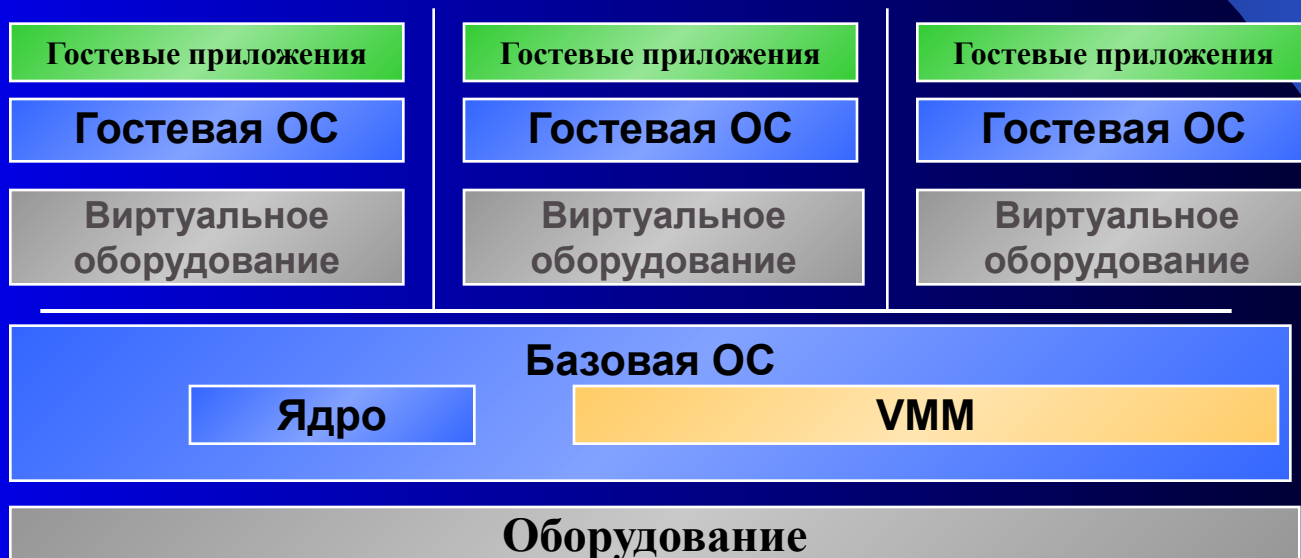 Гостевые приложения
Гостевые приложения
Гостевые приложения
Гостевая ОС
Гостевая ОС
Гостевая ОС
Виртуальное
оборудование
Виртуальное
оборудование
Виртуальное
оборудование
Базовая ОС
Ядро
VMM
Оборудование